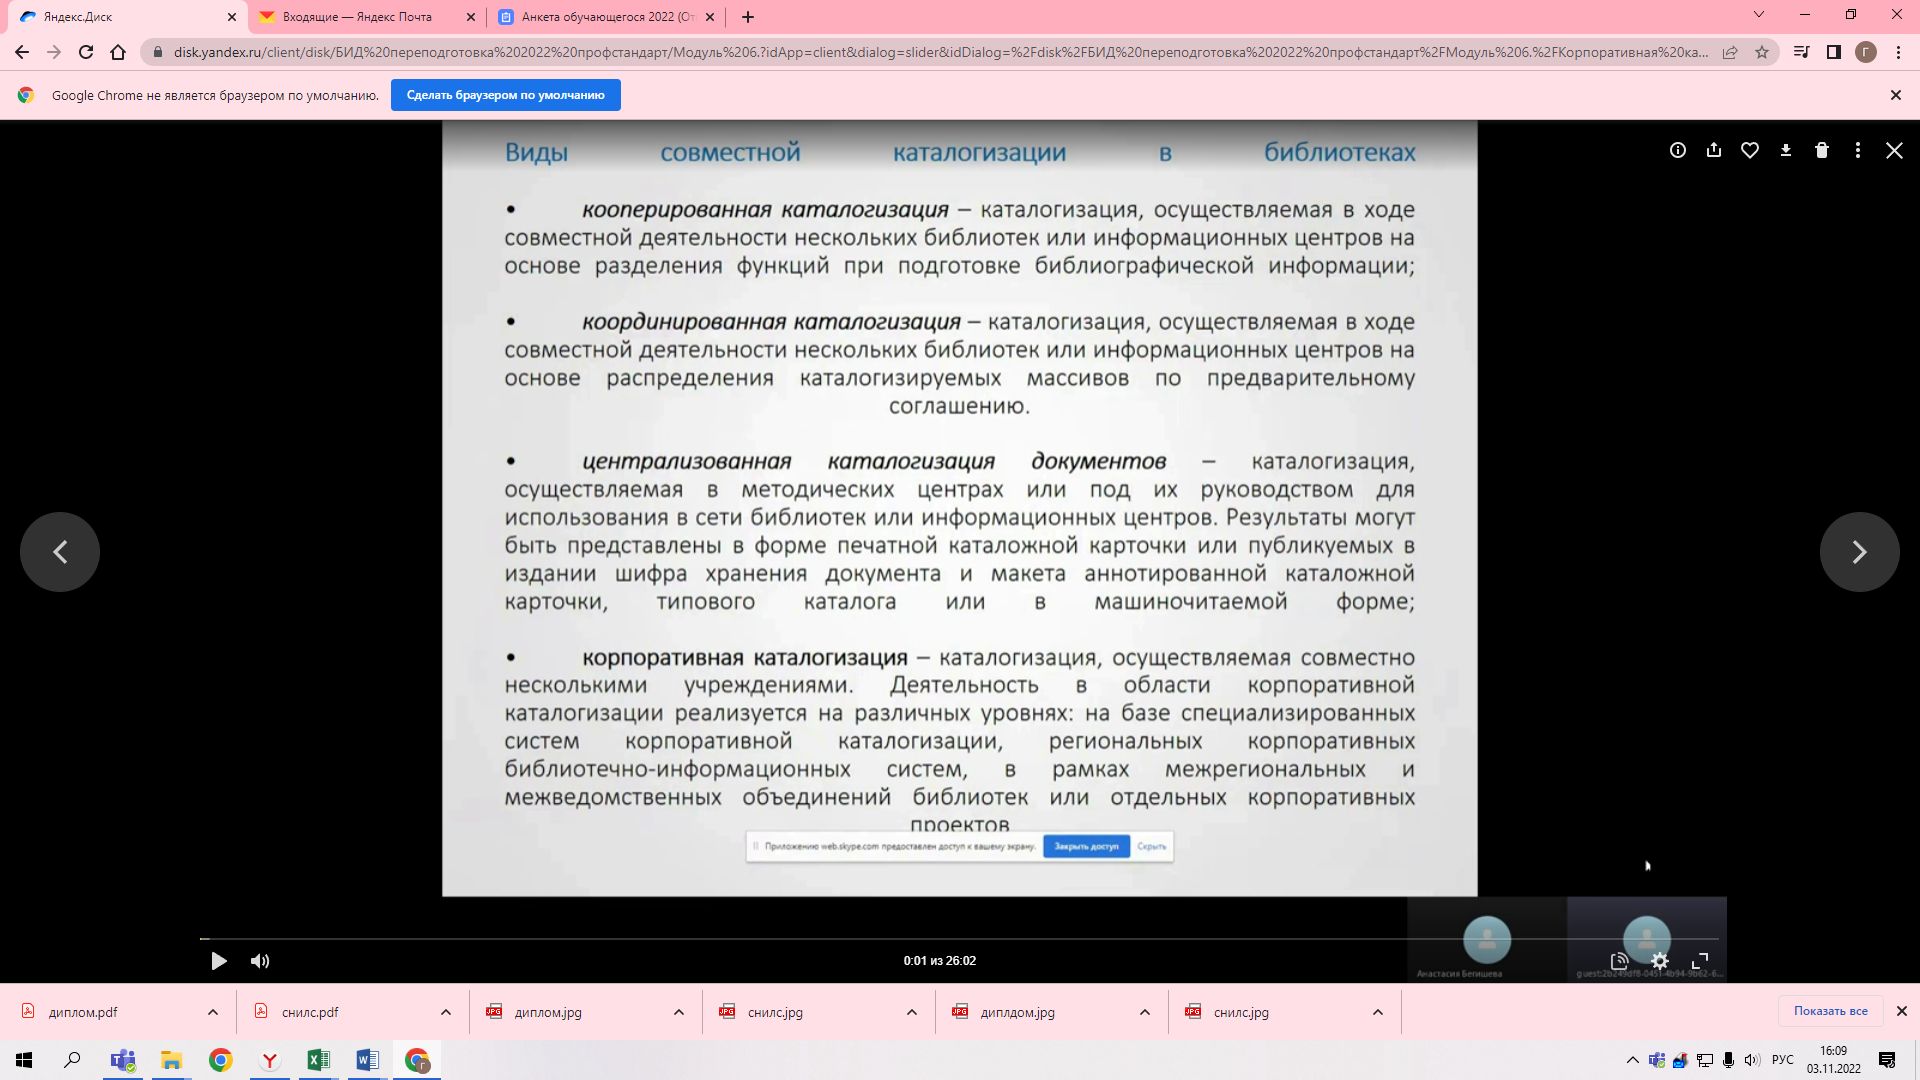 Яндекс.Диск
Входящие — Яндекс Почта
Анкета обучающегося 2022 (От
disk.yandex.ru/client/disk/БИД%20переподготовка%202022%20профстандарт/Модуль%206.?idApp=client&dialog=slider&idDialog=%2Fdisk%2FБИД%20переподготовка%202022%20профстандарт%2FМодуль%206.%2FКорпоративная%20ка...
Г
Google Chrome не является браузером по умолчанию.
Сделать браузером по умолчанию
Виды совместной каталогизации в библиотеках
• кооперированная каталогизация – каталогизация, осуществляемая в ходе
совместной деятельности нескольких библиотек или информационных центров на
основе разделения функций при подготовке библиографической информации;
• координированная каталогизация – каталогизация, осуществляемая в ходе
совместной деятельности нескольких библиотек или информационных центров на
основе распределения каталогизируемых массивов по предварительному
соглашению.
• централизованная каталогизация документов – каталогизация,
осуществляемая в методических центрах или под их руководством для
использования в сети библиотек или информационных центров. Результаты могут
быть представлены в форме печатной каталожной карточки или публикуемых в
издании шифра хранения документа и макета аннотированной каталожной
карточки, типового каталога или в машиночитаемой форме;
• корпоративная каталогизация – каталогизация, осуществляемая совместно
несколькими учреждениями. Деятельность в области корпоративной
каталогизации реализуется на различных уровнях: на базе специализированных
систем корпоративной каталогизации, региональных корпоративных
библиотечно-информационных систем, в рамках межрегиональных и
межведомственных объединений библиотек или отдельных корпоративных
проектов
Приложению web.skype.com предоставлен доступ к вашему экрану.
Закрыть доступ
Скрыть
Анастасия Бегишева
0:01 из 26:02
диплом.pdf
снилс.pdf
диплом.jpg
снилс.jpg
диплдом.jpg
снилс.jpg
Показать все
РУС
16:09
03.11.2022